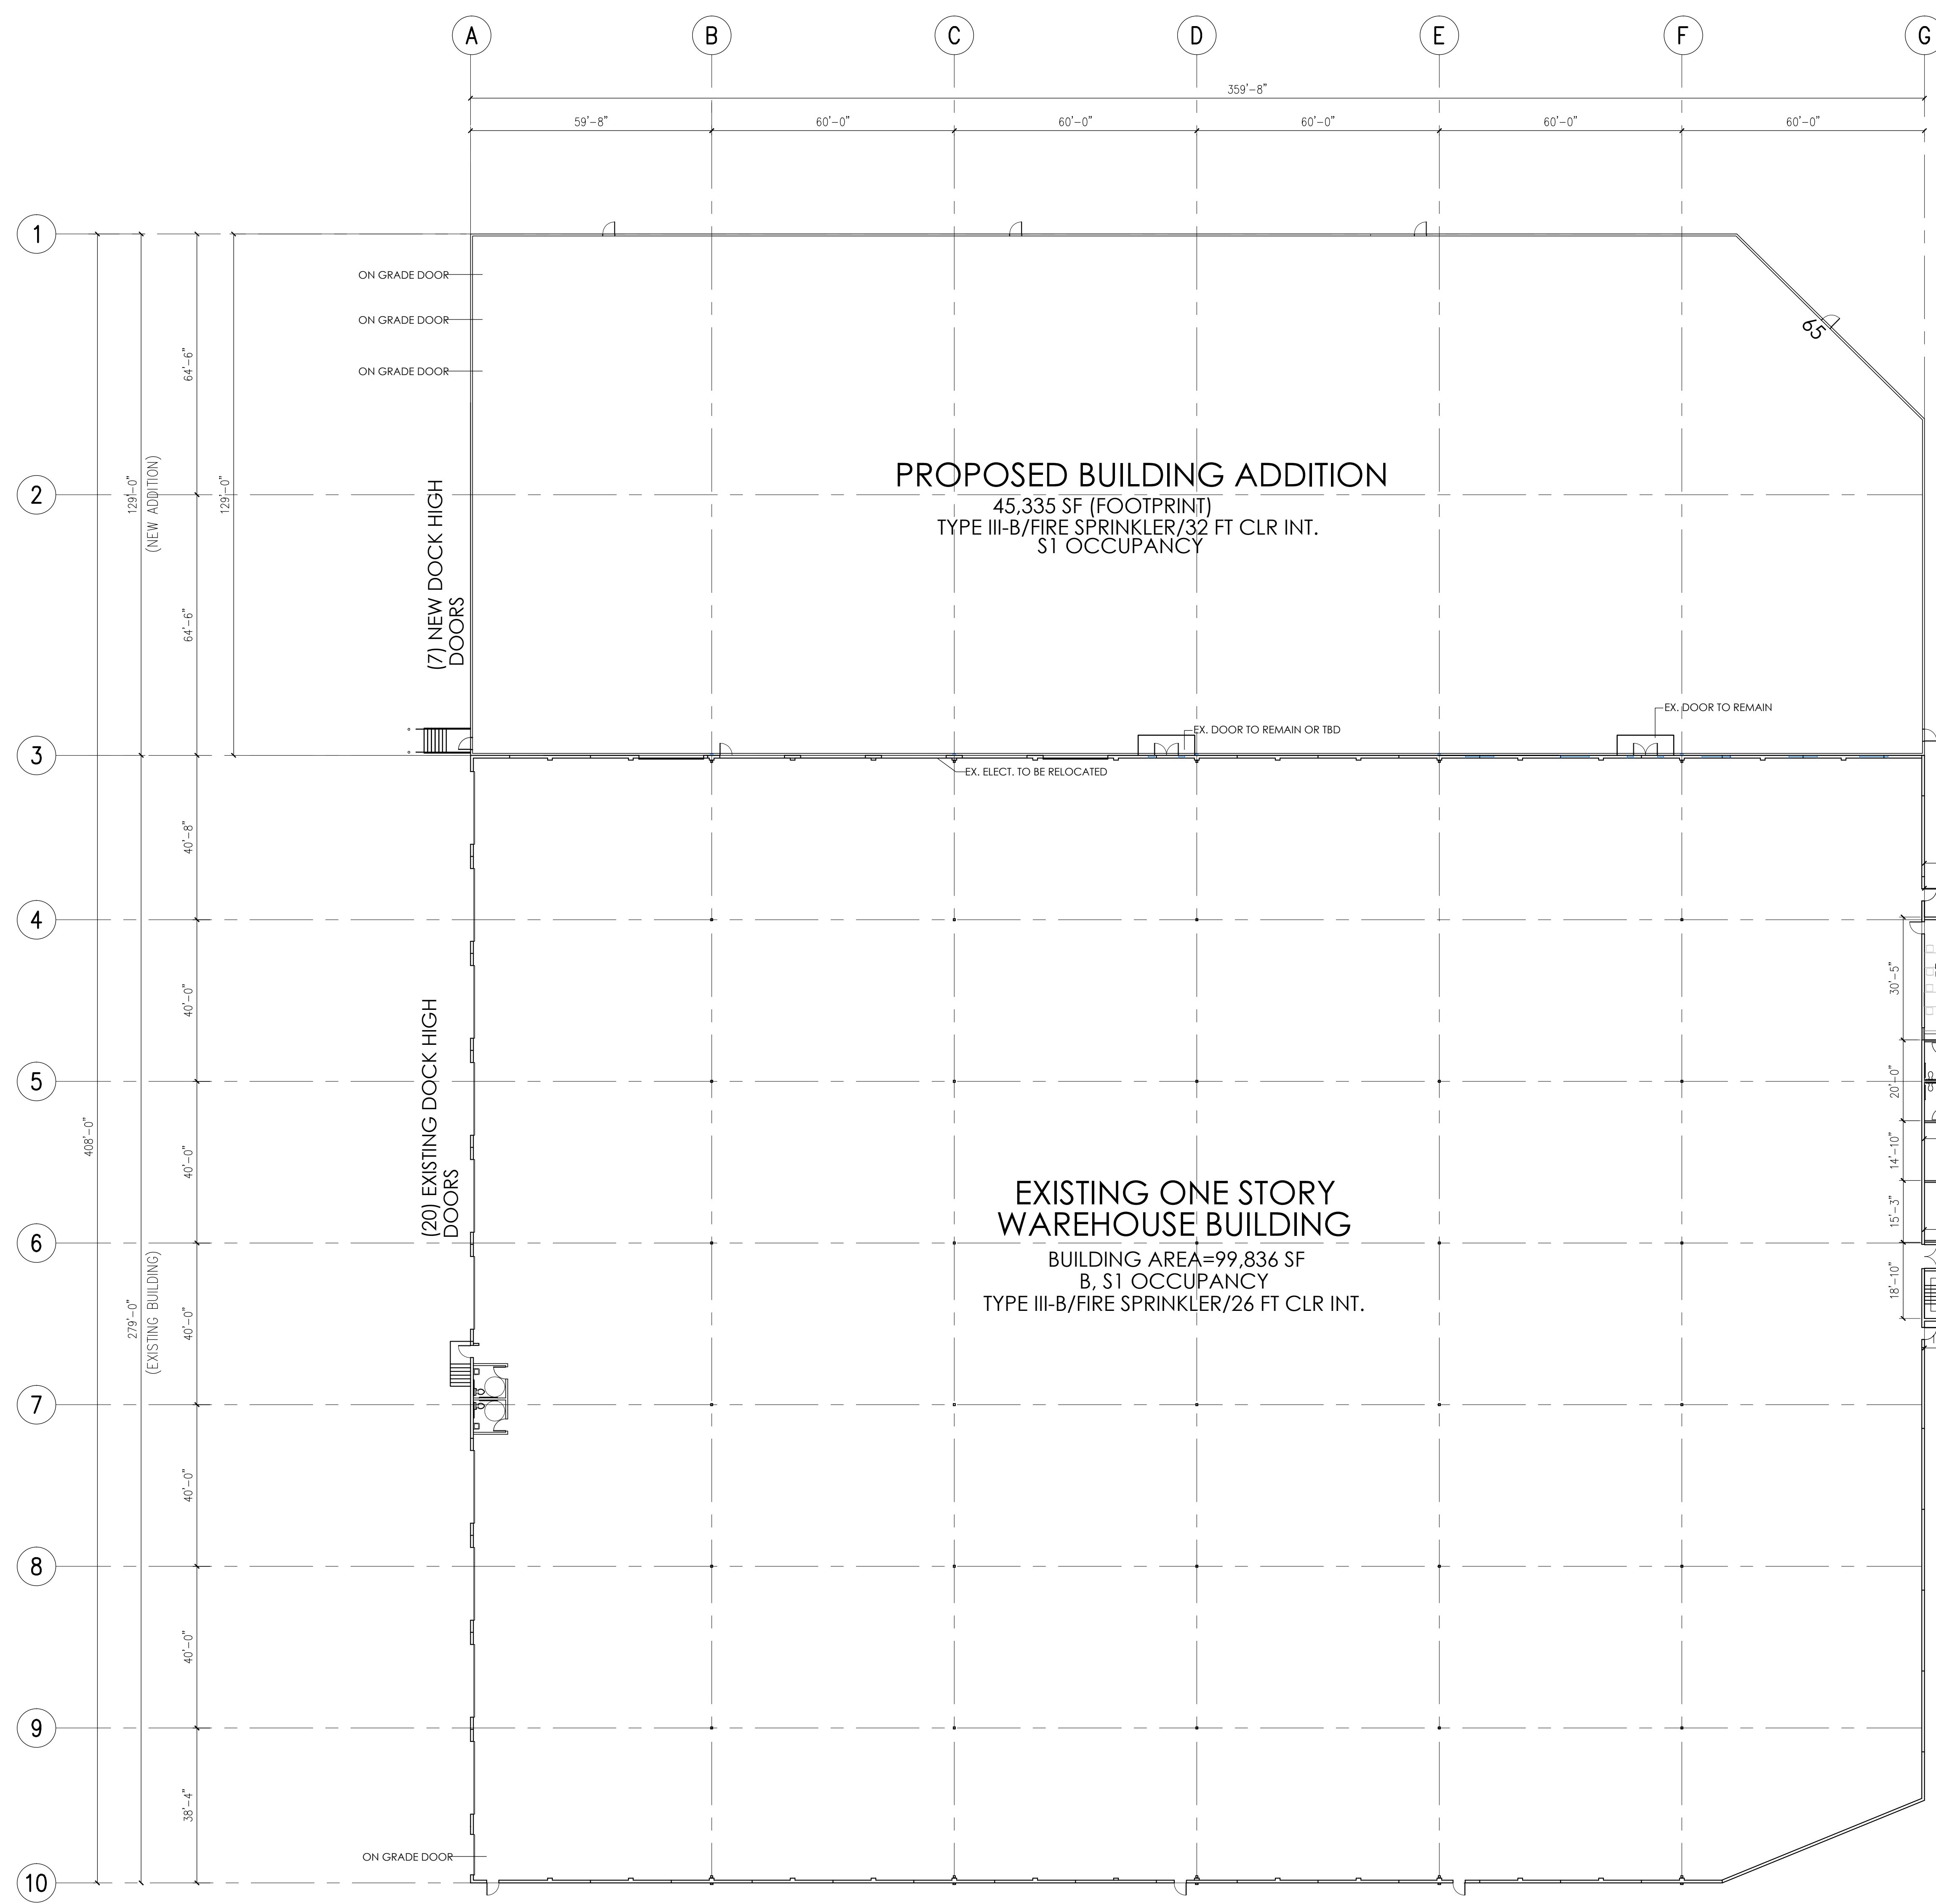 A
B
C
D
E
F
G
359'-8"
59'-8"
60'-0"
60'-0"
60'-0"
60'-0"
60'-0"
1
ON GRADE DOOR
ON GRADE DOOR
65
ON GRADE DOOR
64'-6"
2
129'-0"
(NEW ADDITION)
129'-0"
PROPOSED BUILDING ADDITION
45,335 SF (FOOTPRINT)
TYPE III-B/FIRE SPRINKLER/32 FT CLR INT.
S1 OCCUPANCY
(7) NEW DOCK HIGH
DOORS
64'-6"
EX. DOOR TO REMAIN
EX. DOOR TO REMAIN OR TBD
3
EX. ELECT. TO BE RELOCATED
40'-8"
4
30'-5"
40'-0"
5
20'-0"
(20) EXISTING DOCK HIGH
DOORS
408'-0"
40'-0"
14'-10"
EXISTING ONE STORY
WAREHOUSE BUILDING
15'-3"
6
BUILDING AREA=99,836 SF
B, S1 OCCUPANCY
TYPE III-B/FIRE SPRINKLER/26 FT CLR INT.
18'-10"
279'-0"
(EXISTING BUILDING)
40'-0"
7
40'-0"
8
40'-0"
9
38'-4"
ON GRADE DOOR
10